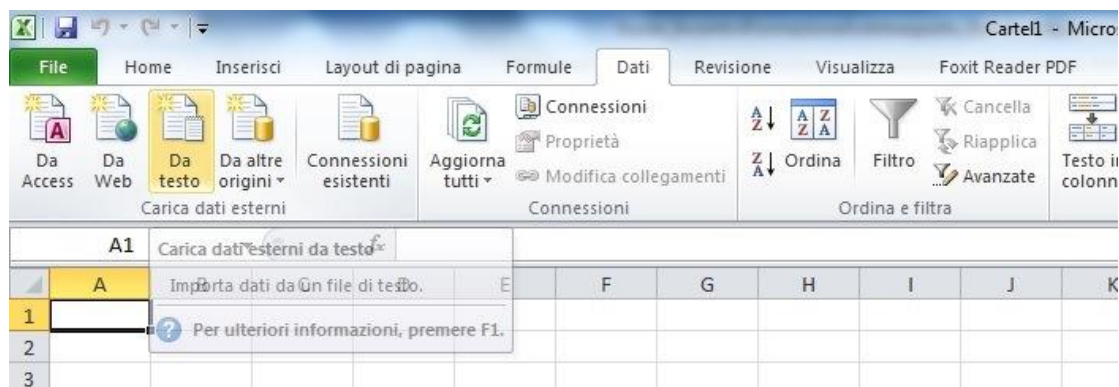 Cartel1 - Micros
File Home Inserisci Layout di pagina Formule Dati Revisione Visualizza Foxit Reader PDF
Da Access
Da Web
Da testo
Da altre origini
Connessioni esistenti
Carica dati esterni
Aggiorna tutti
Connessioni
Proprietà
Modifica collegamenti
Connessioni
A Z
Z A
A Z
Z A
Ordina
Filtro
Cancella
Riapplica
Avanzate
Ordina e filtra
Testo in
colonn
A1
fx
Carica dati esterni da testo
Importa dati da un file di testo.
Per ulteriori informazioni, premere F1.
A B C D E F G H I J K
1
2
3